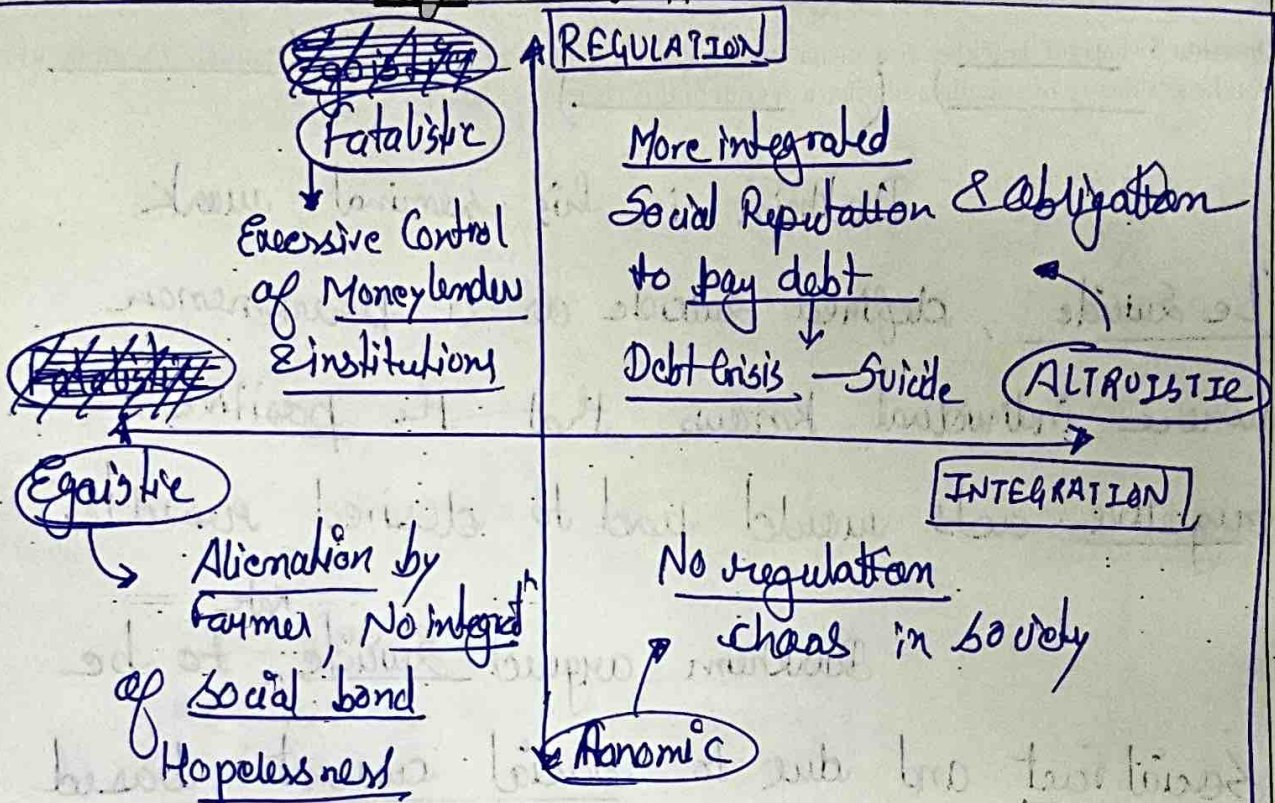 REGULATION
Fatalistic
Excessive Control
of Moneylender
& institutions
More integrated
Social Reputation & Obligation
to pay debt
Debt Crisis – Suicide
ALTRUISTIC
INTEGRATION
Egoistic
Alienation by
Farmer, No integratn
of social bond
Hopelessness
No regulation
chaos in society
Anomic